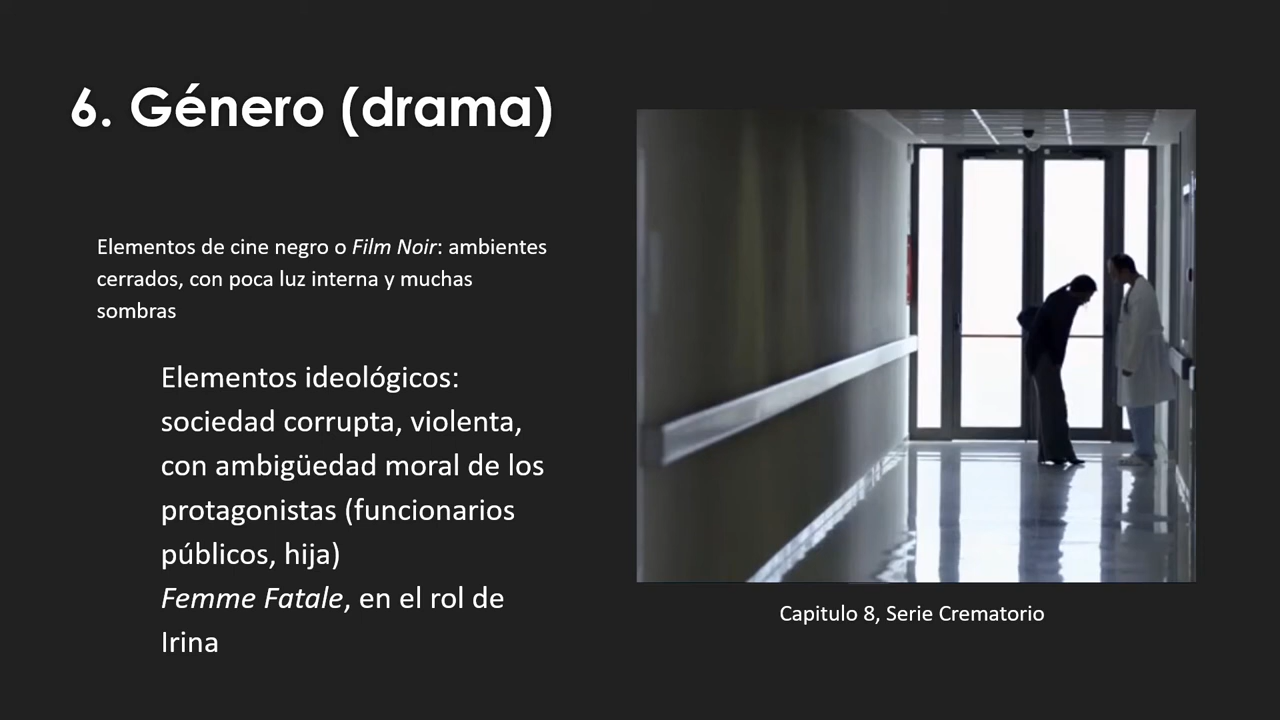 6. Género (drama)
Elementos de cine negro o Film Noir: ambientes
cerrados, con poca luz interna y muchas
sombras
Elementos ideológicos:
sociedad corrupta, violenta,
con ambigüedad moral de los
protagonistas (funcionarios
públicos, hija)
Femme Fatale, en el rol de
Irina
Capitulo 8, Serie Crematorio